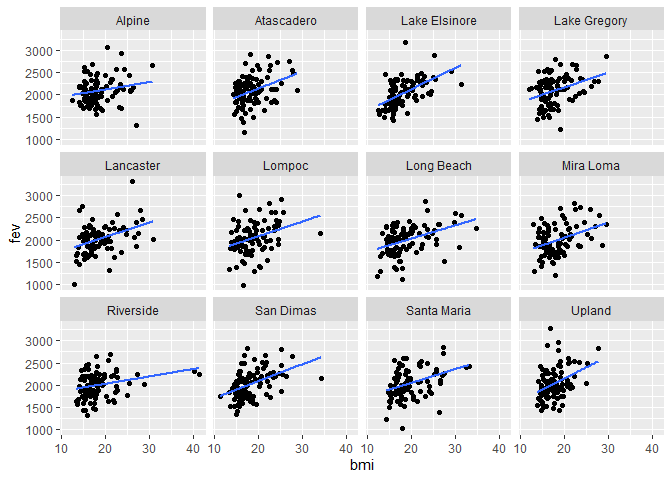 Alpine Atascadero Lake Elsinore Lake Gregory
3000
2500
2000
1500
1000
Lancaster Lompoc Long Beach Mira Loma
3000
2500
2000
1500
1000
fev
Riverside San Dimas Santa Maria Upland
3000
2500
2000
1500
1000
10 20 30 40 10 20 30 40 10 20 30 40 10 20 30 40
bmi